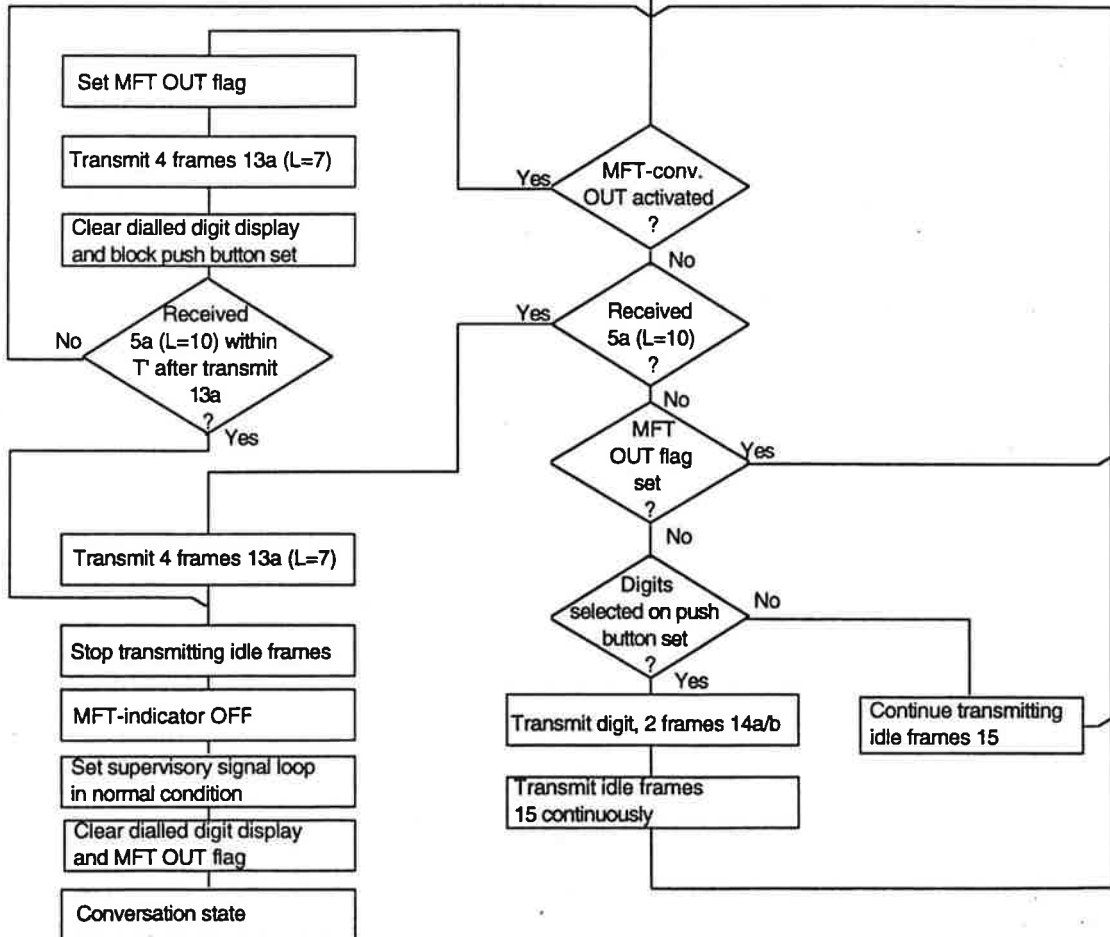 Set MFT OUT flag
Transmit 4 frames 13a (L=7)
Clear dialled digit display
and block push button set
Received
5a (L=10) within
T' after transmit
13a
?
No
Yes
Transmit 4 frames 13a (L=7)
Stop transmitting idle frames
MFT-indicator OFF
Set supervisory signal loop
in normal condition
Clear dialled digit display
and MFT OUT flag
Conversation state
MFT-conv.
OUT activated
?
Yes
No
Received
5a (L=10)
?
Yes
No
MFT
OUT flag
set
?
Yes
No
Digits
selected on push
button set
?
No
Yes
Transmit digit, 2 frames 14a/b
Transmit idle frames
15 continuously
Continue transmitting
idle frames 15